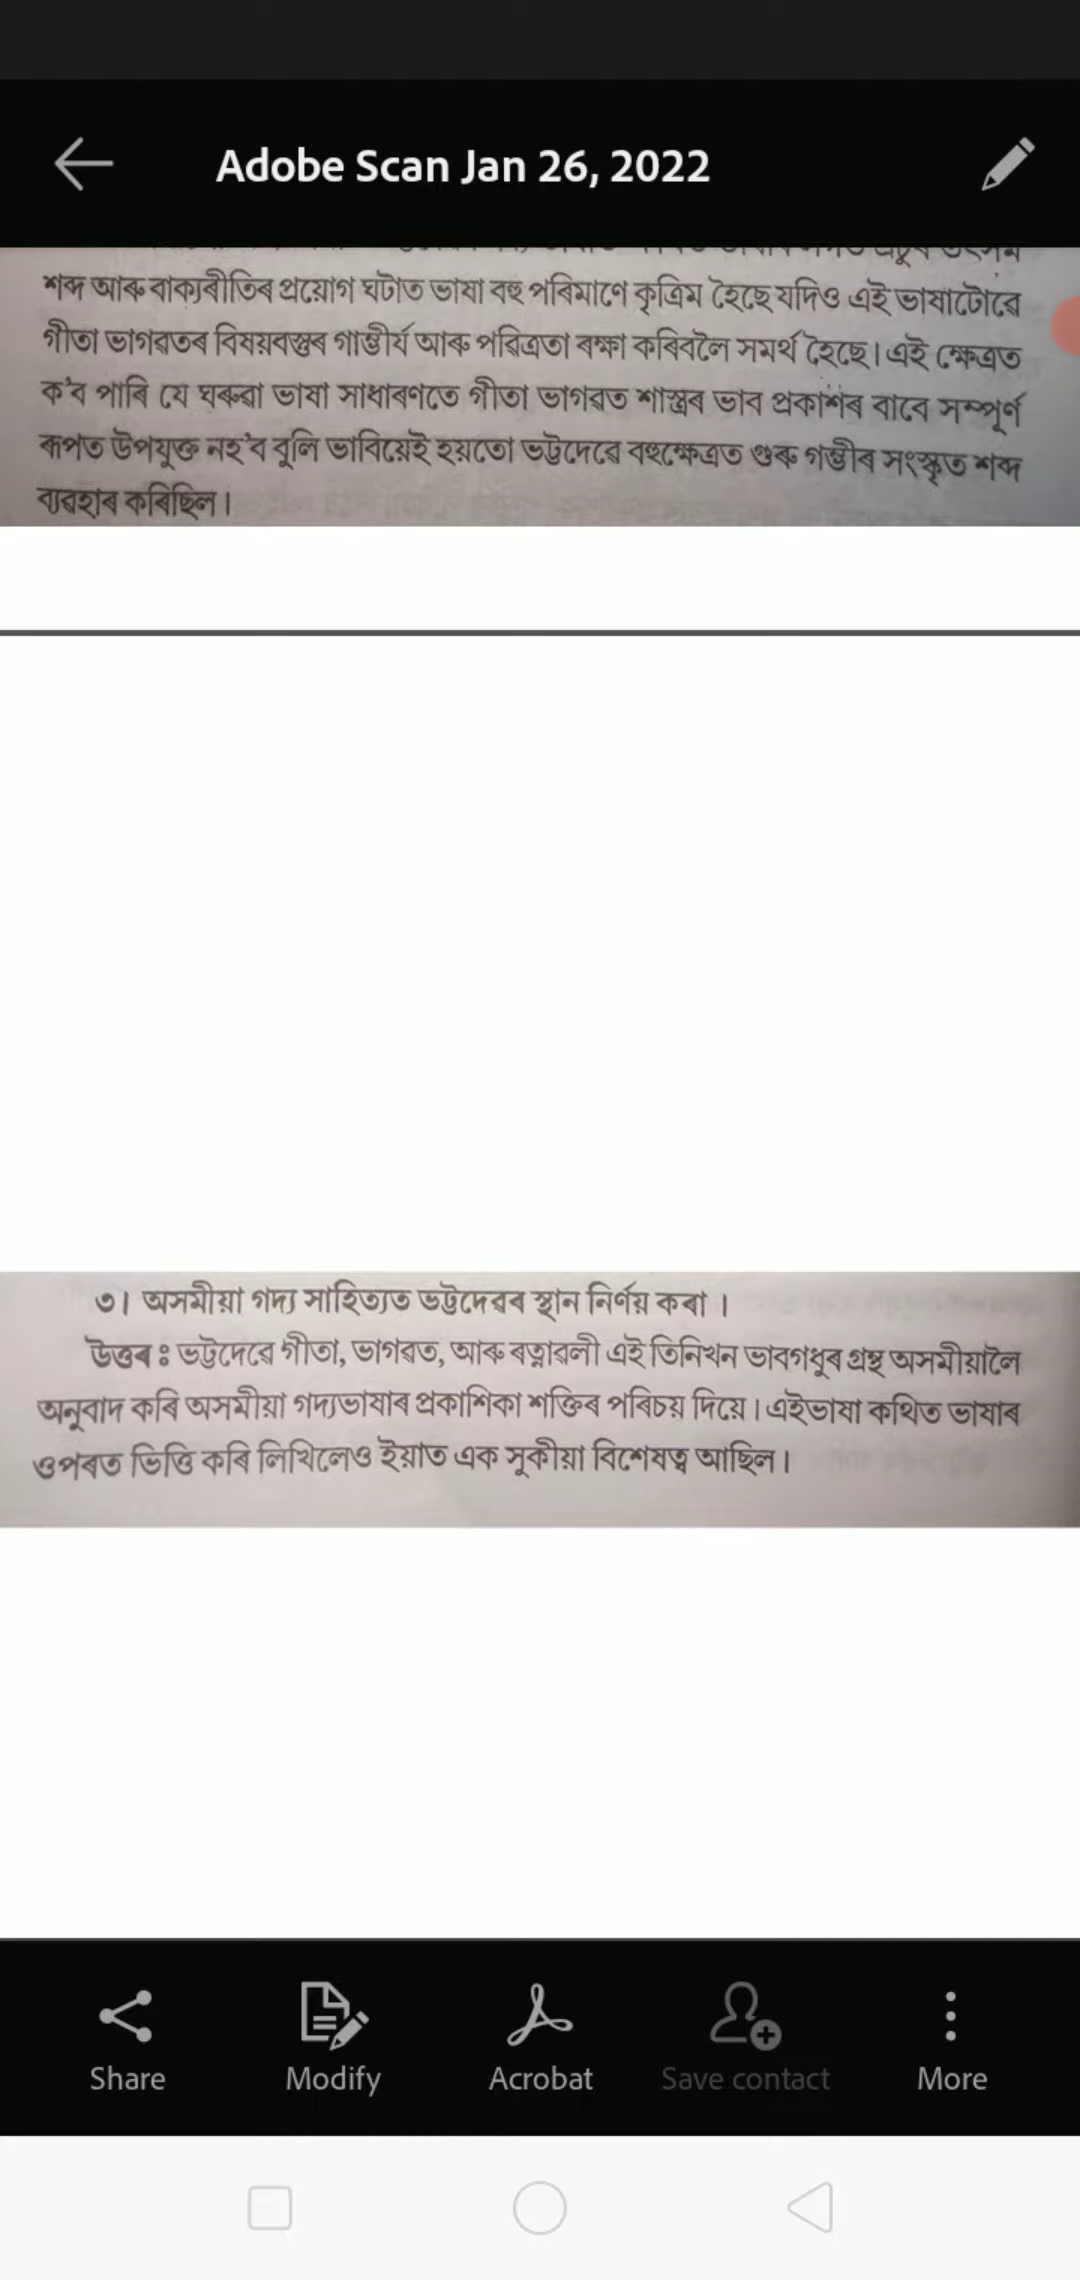 Adobe Scan Jan 26, 2022
শব্দ আৰু বাক্যৰীতিৰ প্ৰয়োগ ঘটাত ভাষা বহু পৰিমাণে কৃত্ৰিম হৈছে যদিও এই ভাষাটোৱে
গীতা ভাগৱতৰ বিষয়বস্তুৰ গাম্ভীৰ্য আৰু পৱিত্ৰতা ৰক্ষা কৰিবলৈ সমৰ্থ হৈছে। এই ক্ষেত্ৰত
ক'ব পাৰি যে ঘৰুৱা ভাষা সাধাৰণতে গীতা ভাগৱত শাস্ত্ৰৰ ভাব প্ৰকাশৰ বাবে সম্পূৰ্ণ
ৰূপত উপযুক্ত নহ'ব বুলি ভাবিয়েই হয়তো ভট্টদেৱে বহুক্ষেত্ৰত গুৰু গম্ভীৰ সংস্কৃত শব্দ
ব্যৱহাৰ কৰিছিল।
৩। অসমীয়া গদ্য সাহিত্যত ভট্টদেৱৰ স্থান নিৰ্ণয় কৰা ।
উত্তৰ ঃ ভট্টদেৱে গীতা, ভাগৱত, আৰু ৰত্নাৱলী এই তিনিখন ভাবগধুৰ গ্ৰন্থ অসমীয়ালৈ
অনুবাদ কৰি অসমীয়া গদ্যভাষাৰ প্ৰকাশিকা শক্তিৰ পৰিচয় দিয়ে। এইভাষা কথিত ভাষাৰ
ওপৰত ভিত্তি কৰি লিখিলেও ইয়াত এক সুকীয়া বিশেষত্ব আছিল।
Share Modify Acrobat Save contact More